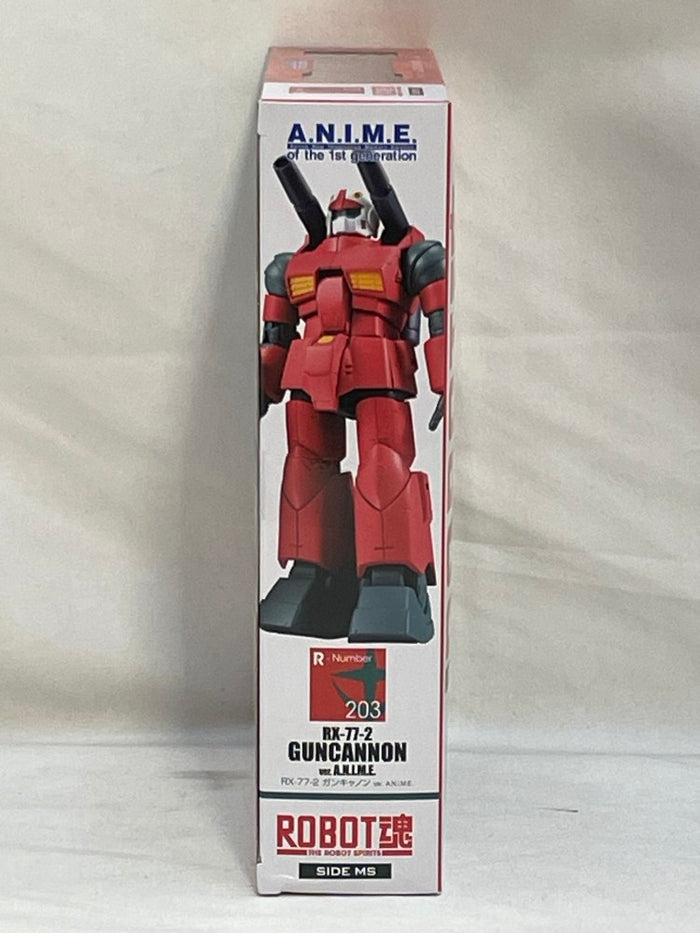 A.N.I.M.E.
of the 1st generation
R - Number
203
RX-77-2
GUNCANNON
ver. A.N.I.M.E.
RX-77-2 ガンキャノン ver. A.N.I.M.E.
ROBOT魂
THE ROBOT SPIRITS
SIDE MS